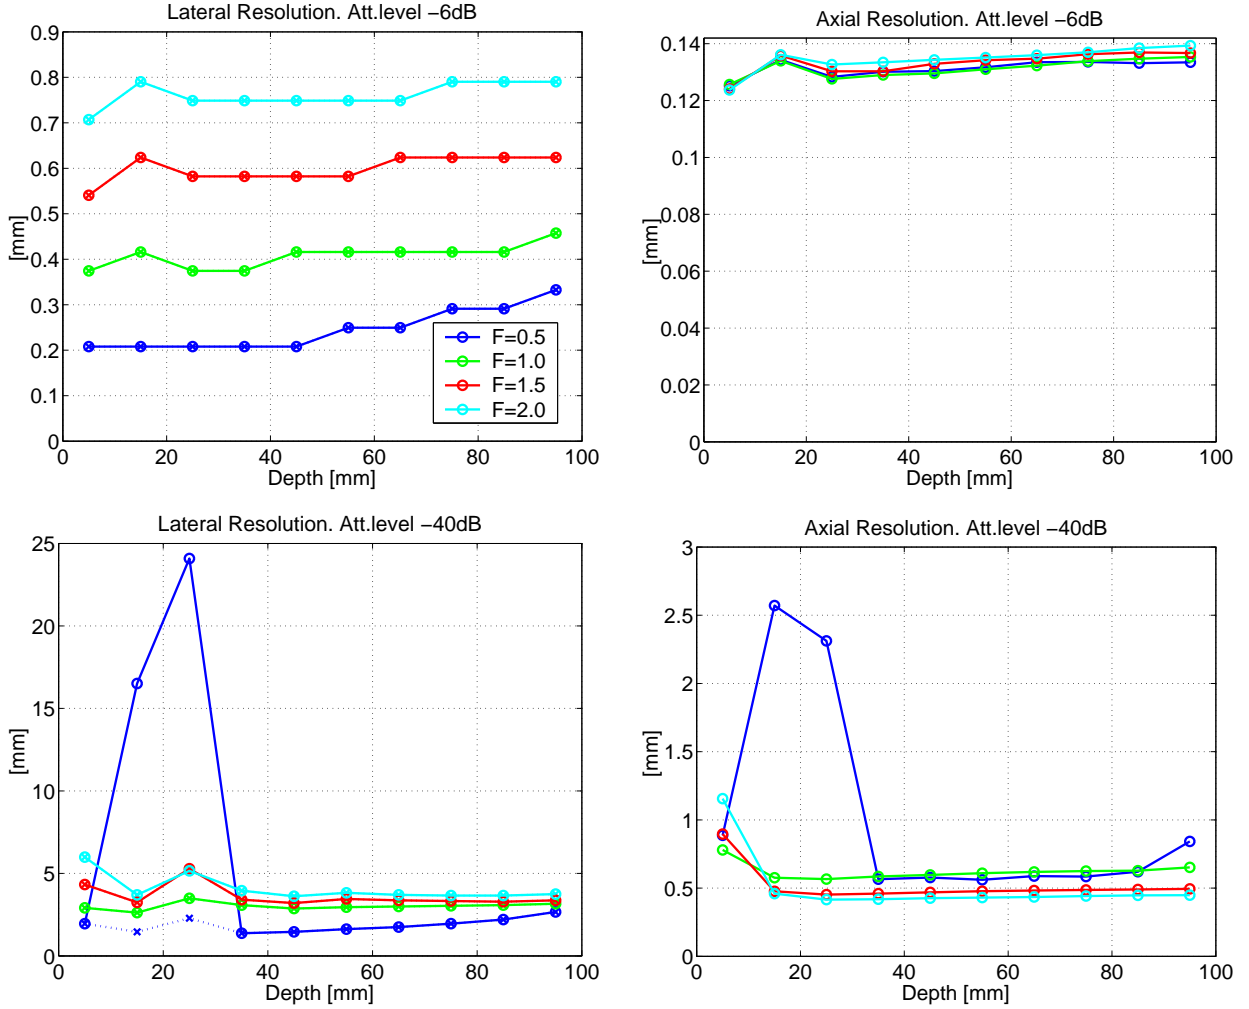 Lateral Resolution. Att.level −6dB
0.9
0.8
0.7
0.6
0.5
0.4
0.3
0.2
0.1
0
[mm]
F=0.5
F=1.0
F=1.5
F=2.0
0 20 40 60 80 100
Depth [mm]
Axial Resolution. Att.level −6dB
0.14
0.12
0.1
0.08
0.06
0.04
0.02
0
[mm]
0 20 40 60 80 100
Depth [mm]
Lateral Resolution. Att.level −40dB
25
20
15
10
5
0
[mm]
0 20 40 60 80 100
Depth [mm]
Axial Resolution. Att.level −40dB
3
2.5
2
1.5
1
0.5
0
[mm]
0 20 40 60 80 100
Depth [mm]